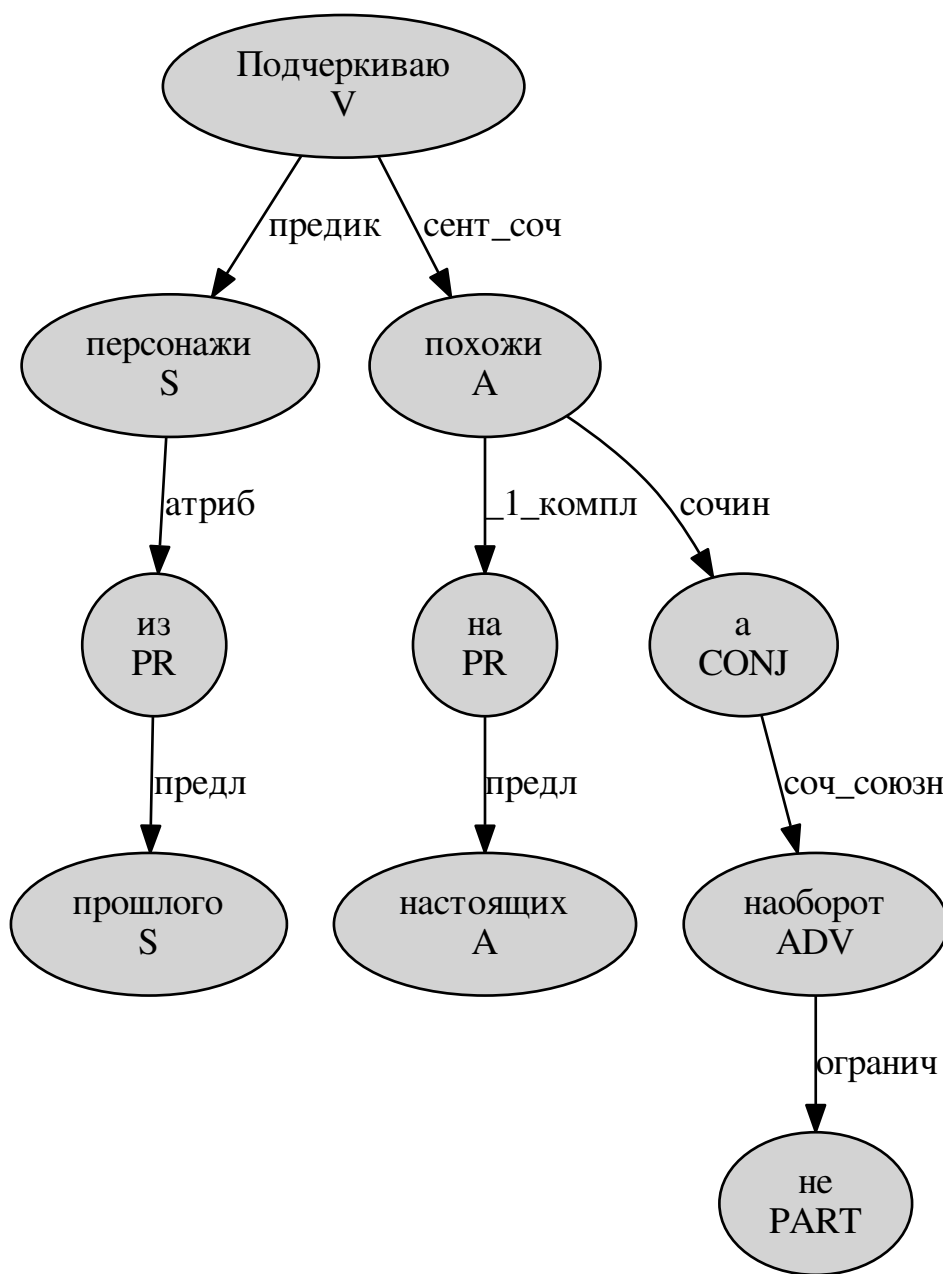 Подчеркиваю
V
предик
сент_соч
персонажи
S
похожи
A
атриб
_1_компл
сочин
из
PR
на
PR
а
CONJ
предл
предл
соч_союзн
прошлого
S
настоящих
A
наоборот
ADV
огранич
не
PART